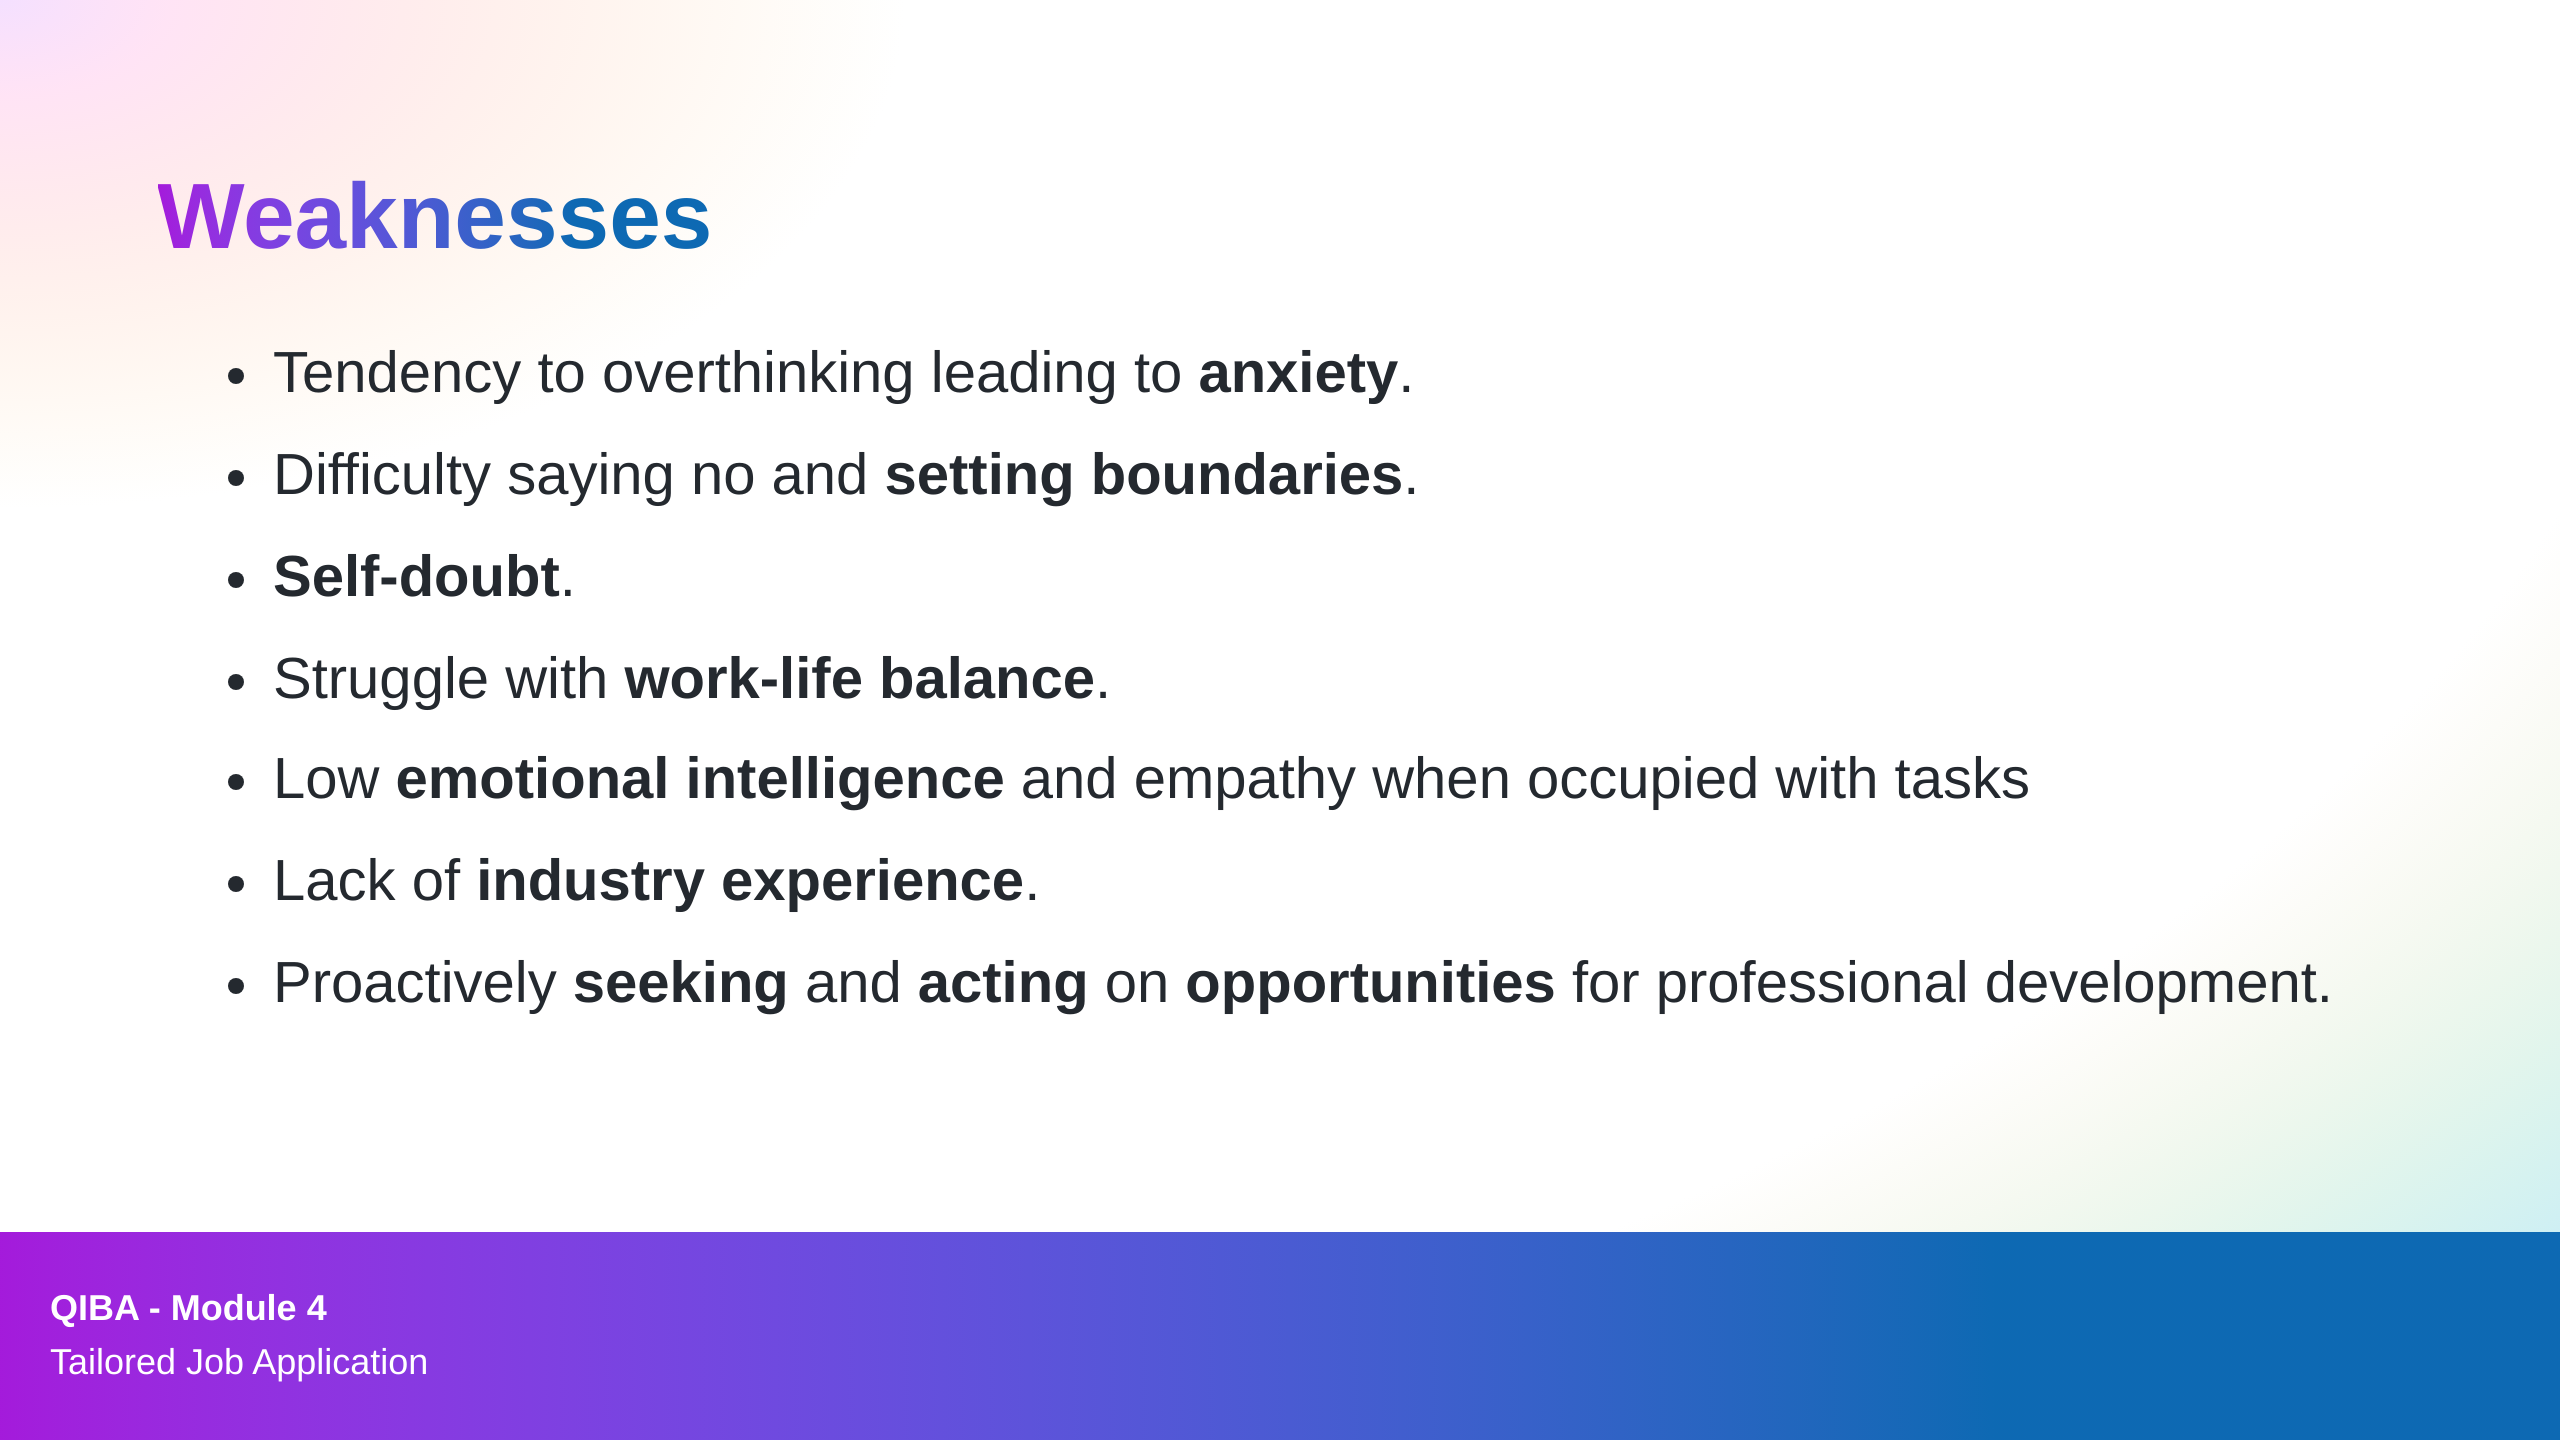 Weaknesses
• Tendency to overthinking leading to anxiety.
• Difficulty saying no and setting boundaries.
• Self-doubt.
• Struggle with work-life balance.
• Low emotional intelligence and empathy when occupied with tasks
• Lack of industry experience.
• Proactively seeking and acting on opportunities for professional development.
QIBA - Module 4
Tailored Job Application